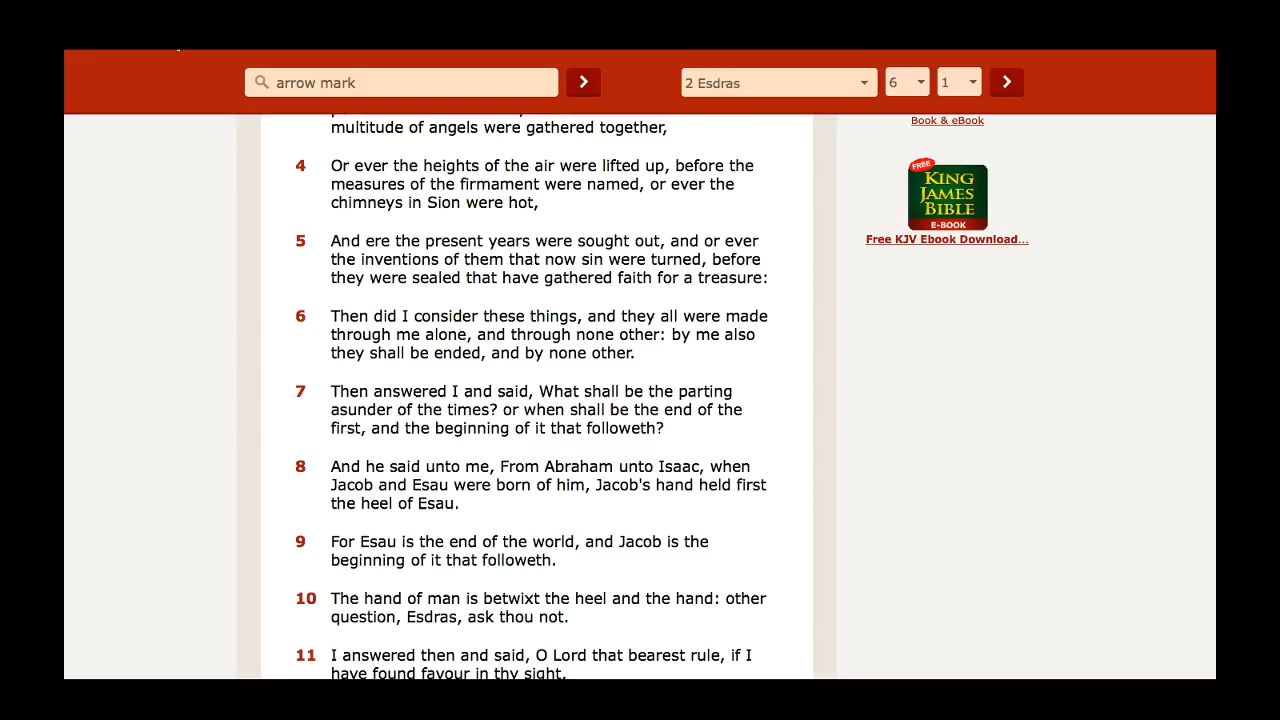 arrow mark
2 Esdras
6
1
multitude of angels were gathered together,
4 Or ever the heights of the air were lifted up, before the
measures of the firmament were named, or ever the
chimneys in Sion were hot,
5 And ere the present years were sought out, and or ever
the inventions of them that now sin were turned, before
they were sealed that have gathered faith for a treasure:
6 Then did I consider these things, and they all were made
through me alone, and through none other: by me also
they shall be ended, and by none other.
7 Then answered I and said, What shall be the parting
asunder of the times? or when shall be the end of the
first, and the beginning of it that followeth?
8 And he said unto me, From Abraham unto Isaac, when
Jacob and Esau were born of him, Jacob's hand held first
the heel of Esau.
9 For Esau is the end of the world, and Jacob is the
beginning of it that followeth.
10 The hand of man is betwixt the heel and the hand: other
question, Esdras, ask thou not.
11 I answered then and said, O Lord that bearest rule, if I
have found favour in thy sight,
Book & eBook
FREE
KING
JAMES
BIBLE
E-BOOK
Free KJV Ebook Download...